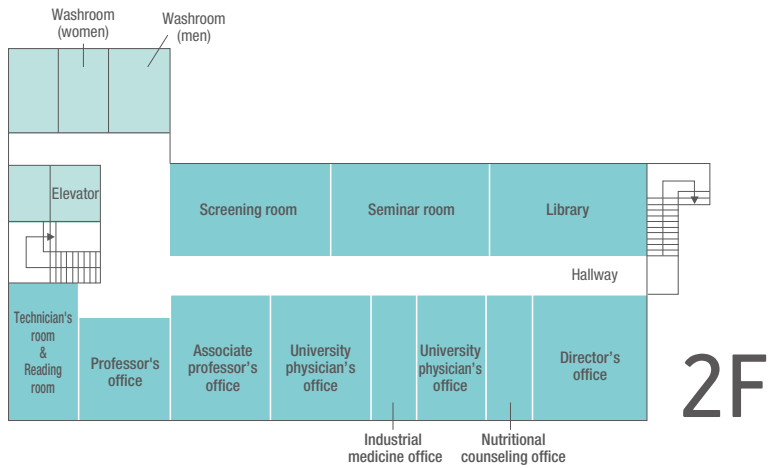 Washroom
(women)
Washroom
(men)
Elevator
Screening room
Seminar room
Library
Hallway
Technician's
room
&
Reading
room
Professor's
office
Associate
professor's
office
University
physician's
office
University
physician's
office
Director's
office
2F
Industrial
medicine office
Nutritional
counseling office